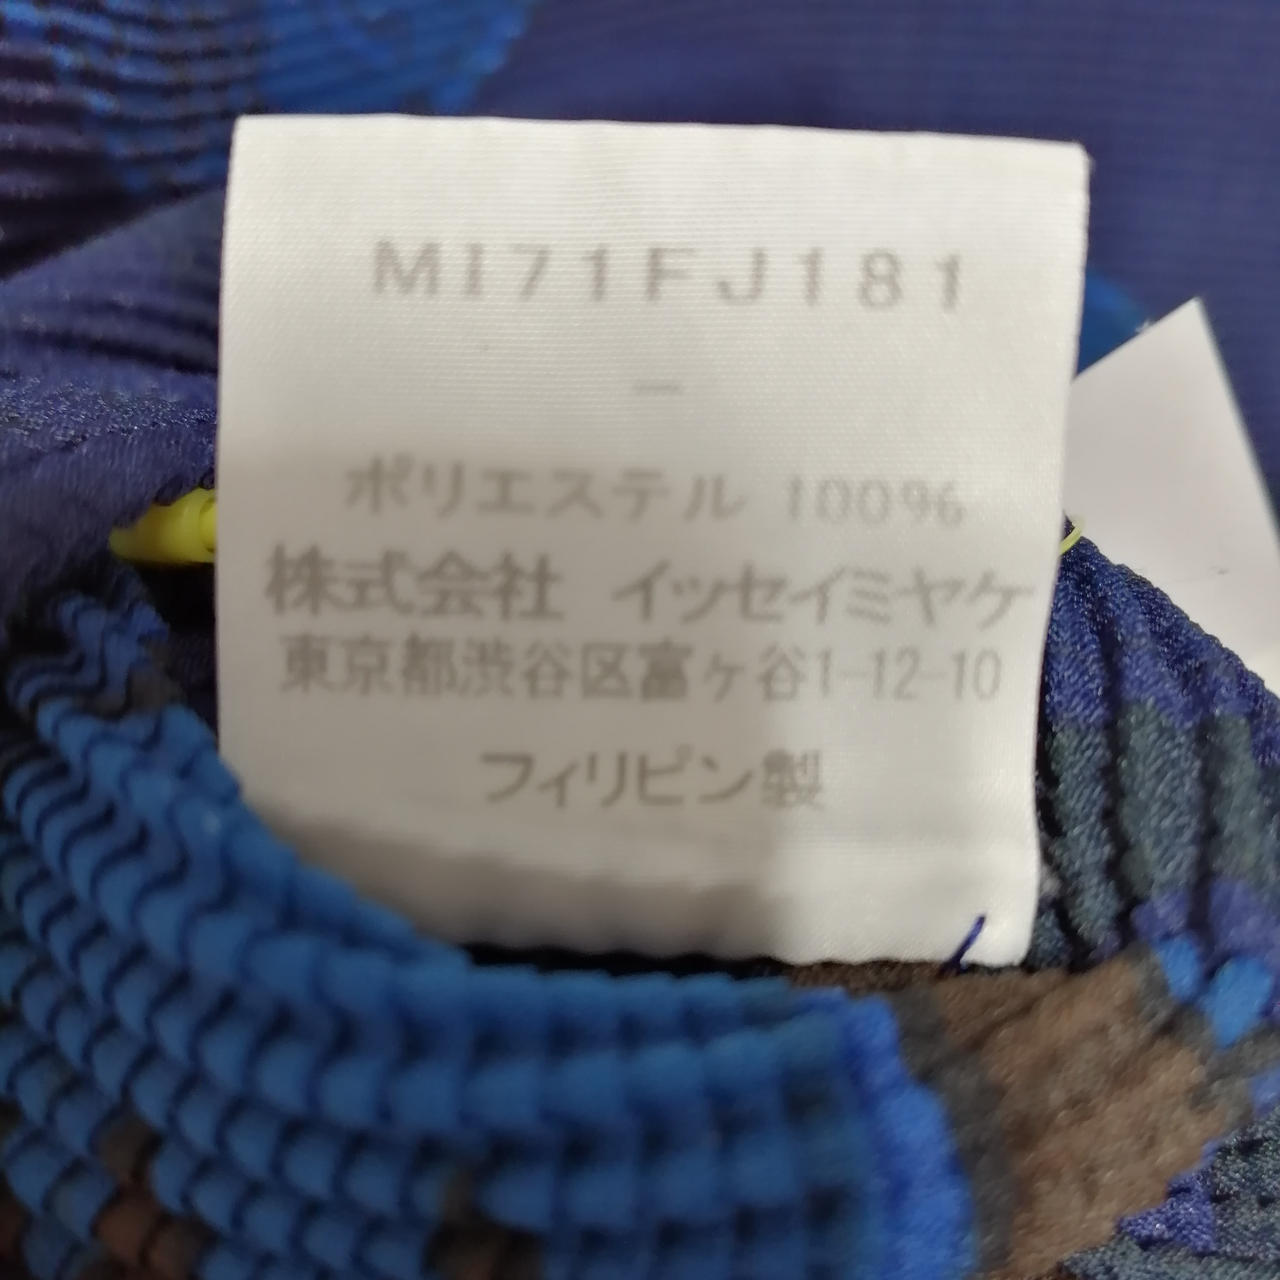 MI71FJ181
—
ポリエステル 100%
株式会社 イッセイミヤケ
東京都渋谷区富ヶ谷1-12-10
フィリピン製